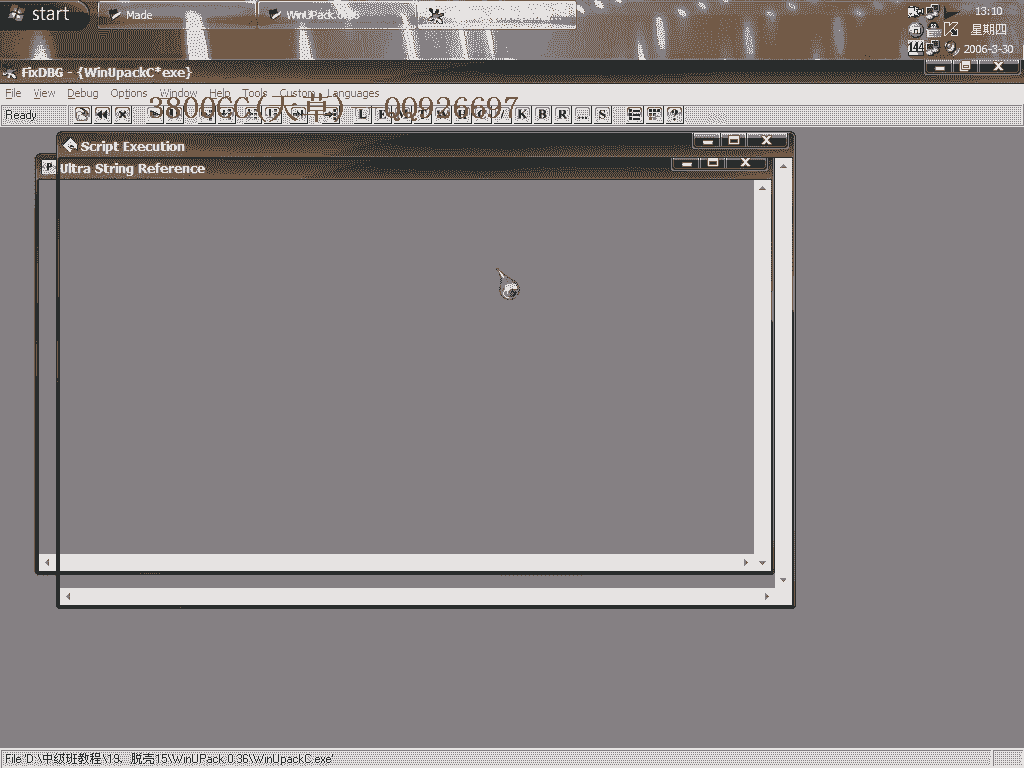 start
Made
WinUPack 0.36
13:10
星期四
2006-3-30
FixDBG - {WinUpackC*exe}
File View Debug Options Window Help Tools Custom Languages
3800CC(天草) QQ926697
Ready
L E M K B R ... S
Script Execution
Ultra String Reference
File 'D:\中级班教程\19、脱壳15\WinUPack 0.36\WinUpackC.exe'